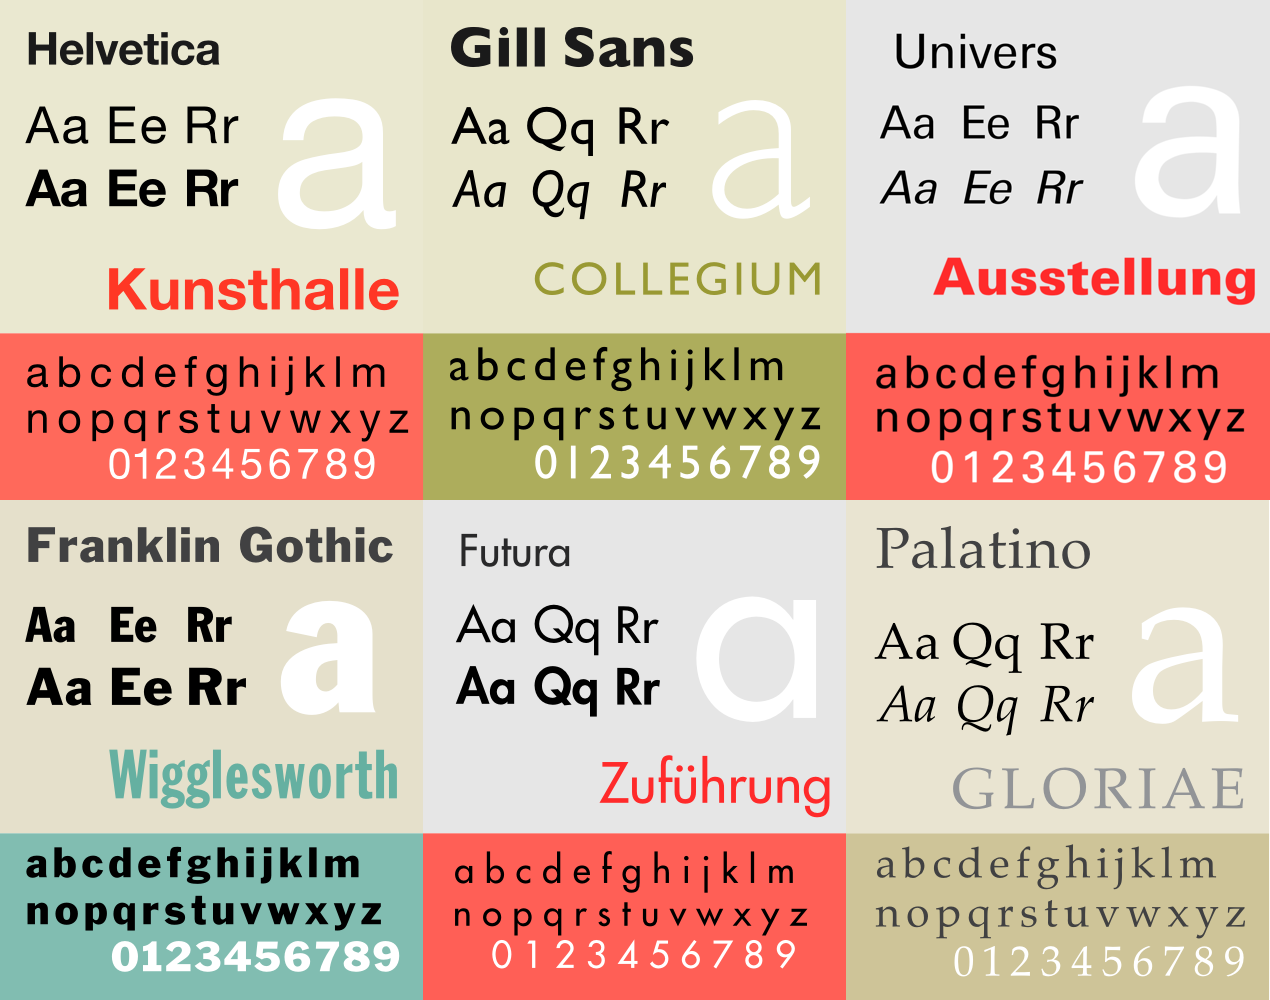 Helvetica
Aa Ee Rr
Aa Ee Rr
a
Kunsthalle
abcdefghijklm
nopqrstuvwxyz
0123456789
Gill Sans
Aa Qq Rr
Aa Qq Rr
a
COLLEGIUM
abcdefghijklm
nopqrstuvwxyz
0123456789
Univers
Aa Ee Rr
Aa Ee Rr
a
Ausstellung
abcdefghijklm
nopqrstuvwxyz
0123456789
Franklin Gothic
Aa Ee Rr
Aa Ee Rr
a
Wigglesworth
abcdefghijklm
nopqrstuvwxyz
0123456789
Futura
Aa Qq Rr
Aa Qq Rr
a
Zuführung
abcdefghijklm
nopqrstuvwxyz
0123456789
Palatino
Aa Qq Rr
Aa Qq Rr
a
GLORIAE
abcdefghijklm
nopqrstuvwxyz
0123456789